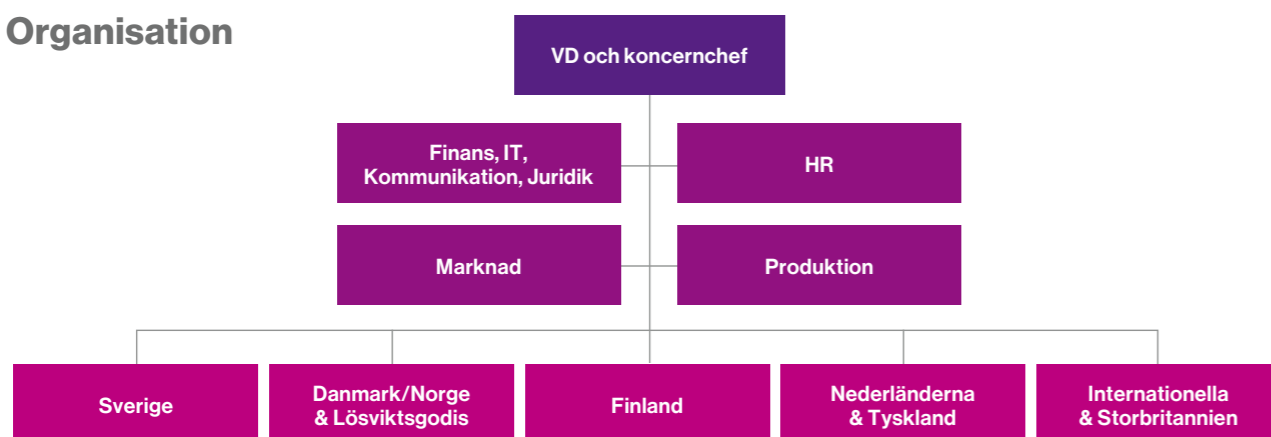 Organisation
VD och koncernchef
Finans, IT,
Kommunikation, Juridik
HR
Marknad
Produktion
Sverige
Danmark/Norge
& Lösviktsgodis
Finland
Nederländerna
& Tyskland
Internationella
& Storbritannien